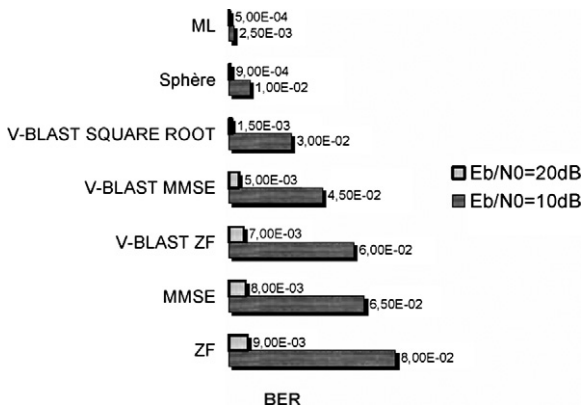 ML
5,00E-04
2,50E-03
Sphère
9,00E-04
1,00E-02
V-BLAST SQUARE ROOT
1,50E-03
3,00E-02
V-BLAST MMSE
5,00E-03
4,50E-02
V-BLAST ZF
7,00E-03
6,00E-02
MMSE
8,00E-03
6,50E-02
ZF
9,00E-03
8,00E-02
Eb/N0=20dB
Eb/N0=10dB
BER